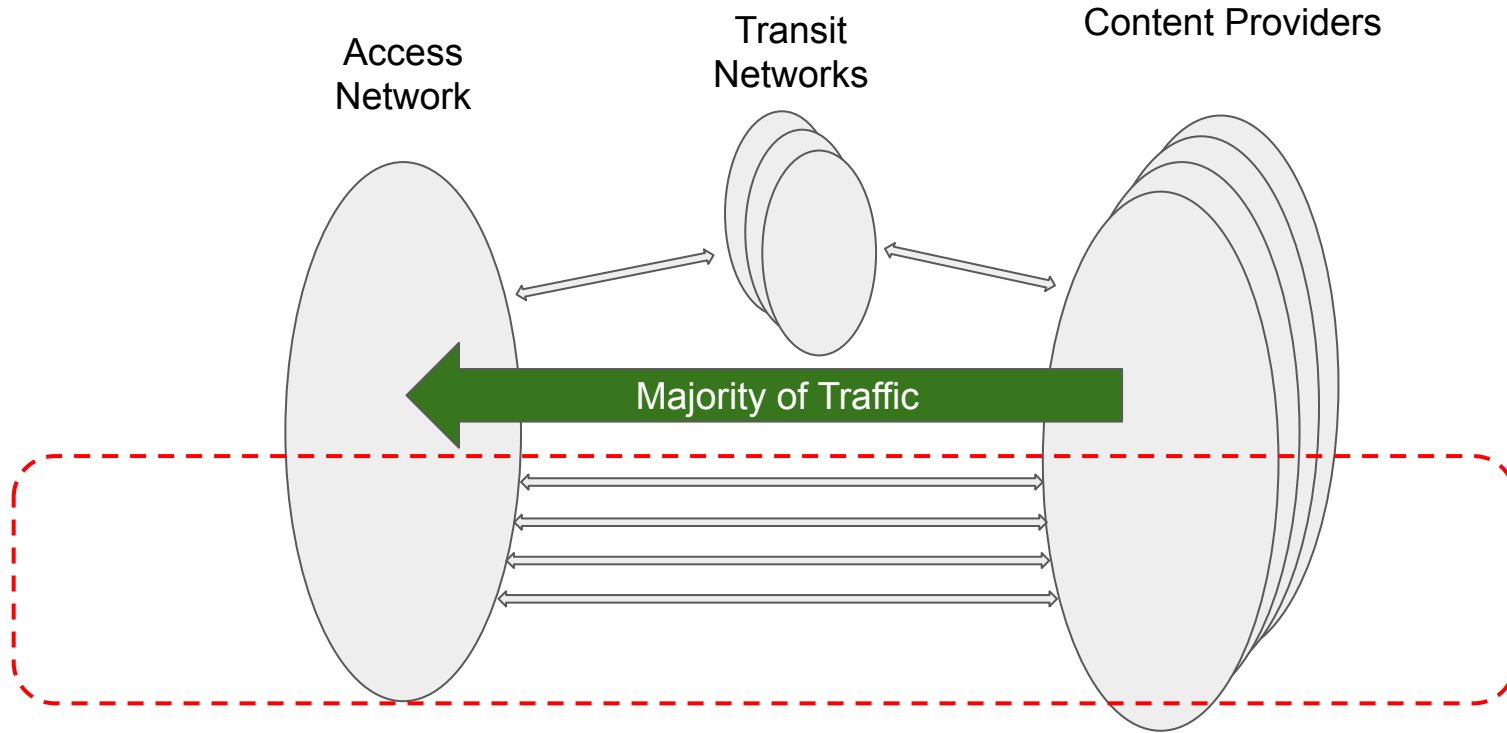 Access
Network
Transit
Networks
Content Providers
Majority of Traffic